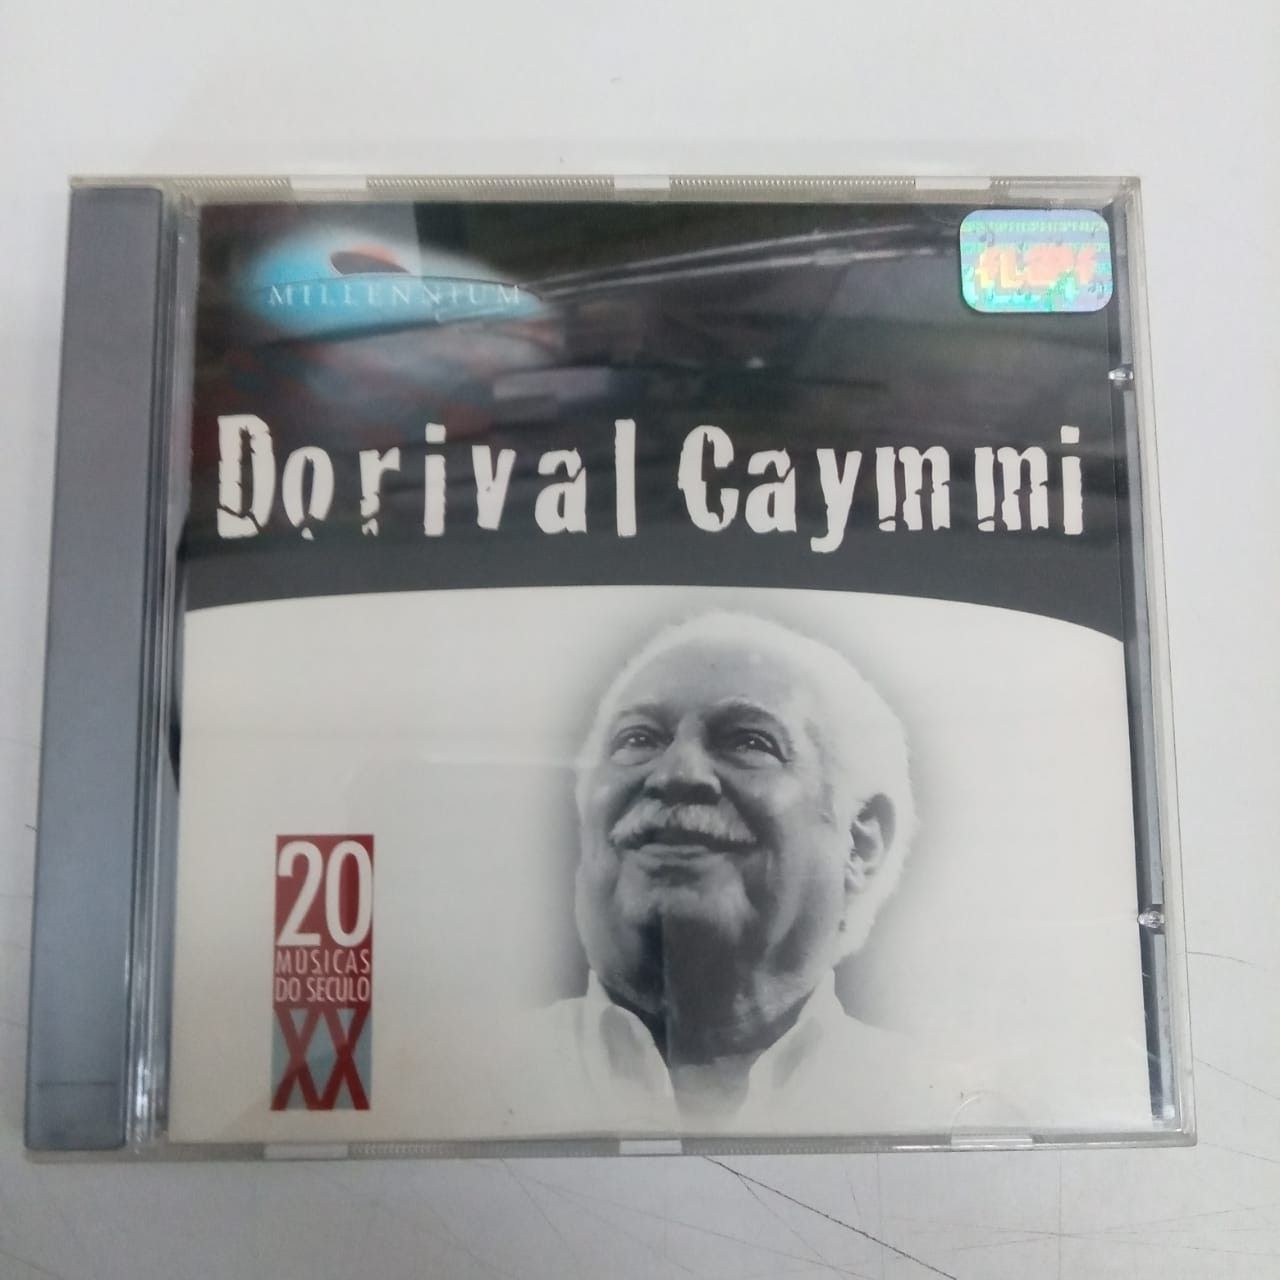 MILLENNIUM
Dorival Caymmi
20
MÚSICAS
DO SÉCULO
XX